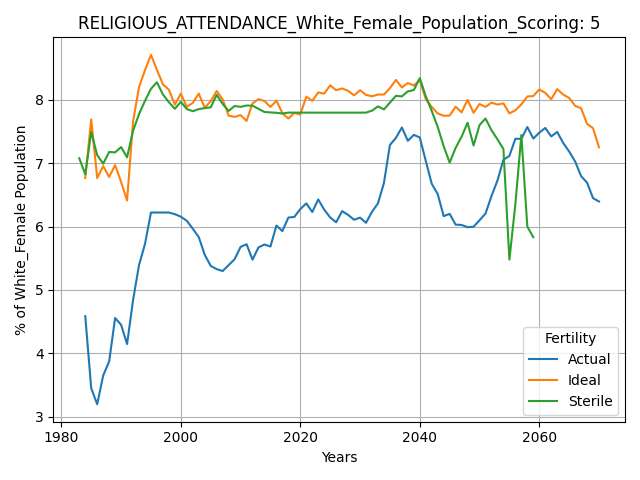 RELIGIOUS_ATTENDANCE_White_Female_Population_Scoring: 5
% of White_Female Population
8
7
6
5
4
3
1980
2000
2020
2040
2060
Years
Fertility
Actual
Ideal
Sterile